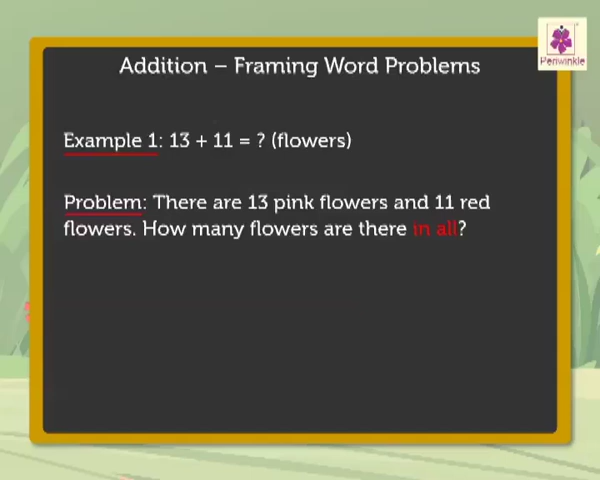 Periwinkle
Addition – Framing Word Problems
Example 1: 13 + 11 = ? (flowers)
Problem: There are 13 pink flowers and 11 red
flowers. How many flowers are there in all?